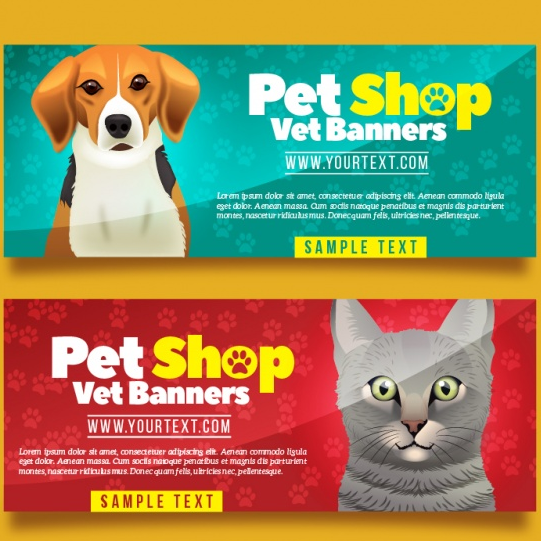 Pet Shop
Vet Banners
WWW.YOURTEXT.COM
Lorem ipsum dolor sit amet, consectetuer adipiscing elit. Aenean commodo ligula
eget dolor. Aenean massa. Cum sociis natoque penatibus et magnis dis parturient
montes, nascetur ridiculus mus. Donec quam felis, ultricies nec, pellentesque.
SAMPLE TEXT
Pet Shop
Vet Banners
WWW.YOURTEXT.COM
Lorem ipsum dolor sit amet, consectetuer adipiscing elit. Aenean commodo ligula
eget dolor. Aenean massa. Cum sociis natoque penatibus et magnis dis parturient
montes, nascetur ridiculus mus. Donec quam felis, ultricies nec, pellentesque.
SAMPLE TEXT